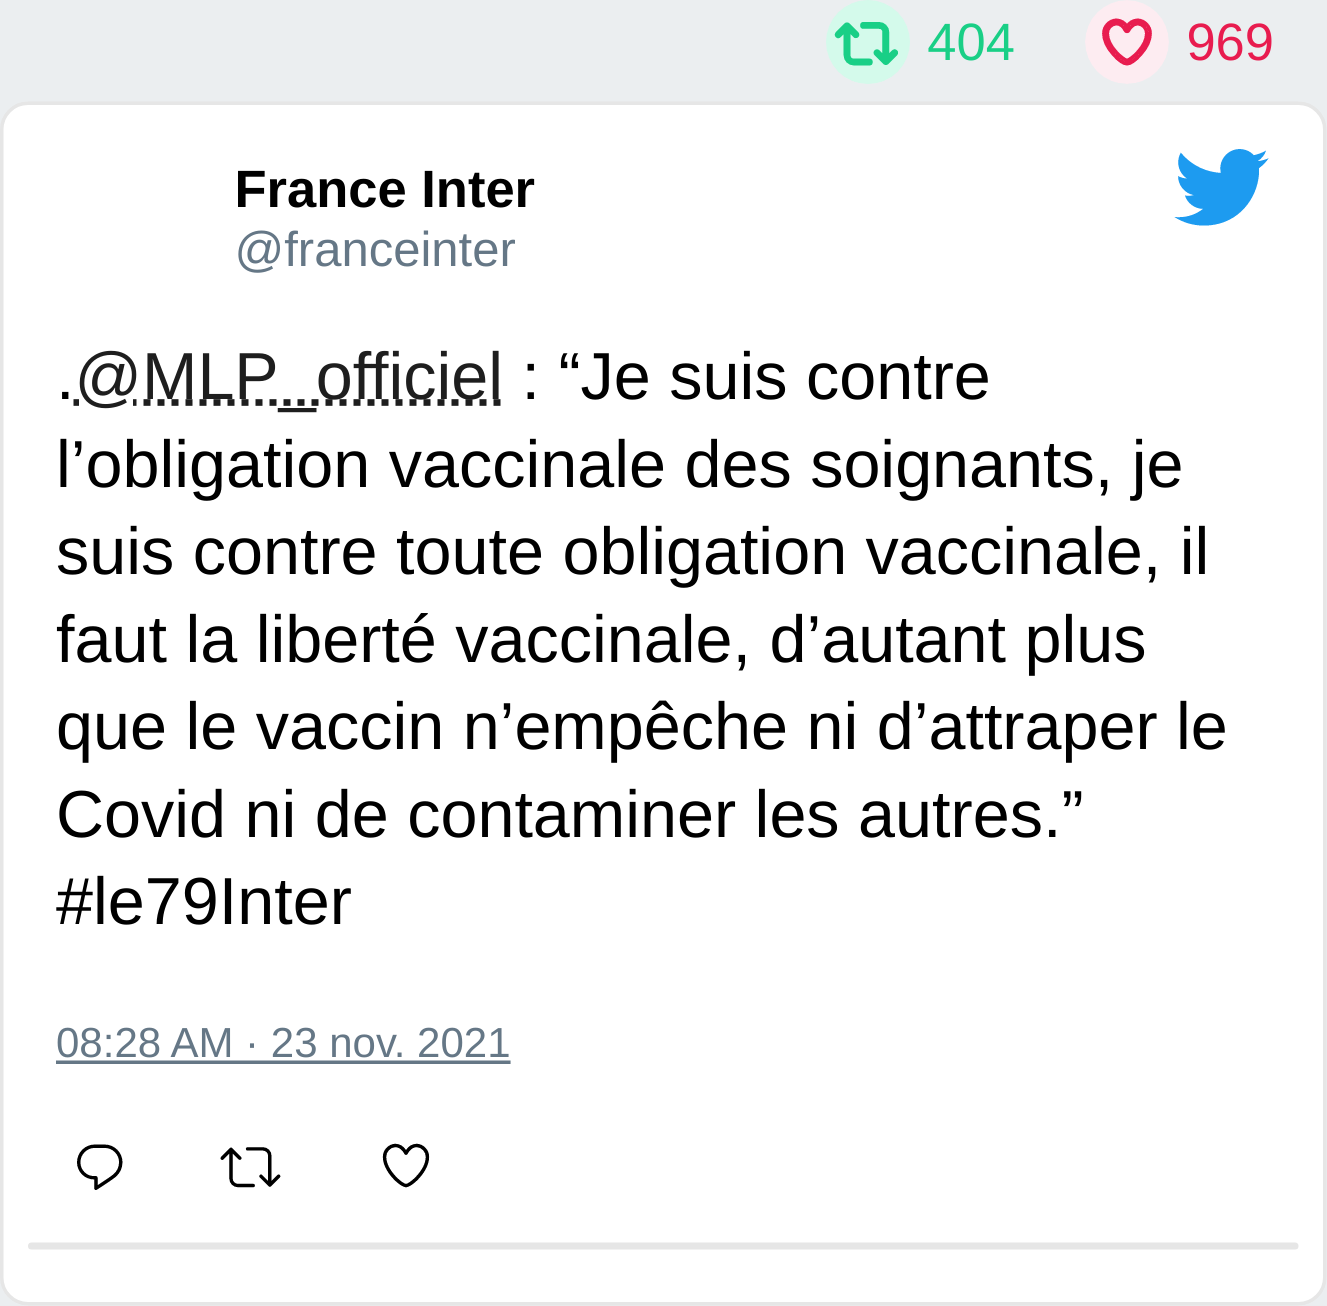 404 969
France Inter
@franceinter
.@MLP_officiel : “Je suis contre
l’obligation vaccinale des soignants, je
suis contre toute obligation vaccinale, il
faut la liberté vaccinale, d’autant plus
que le vaccin n’empêche ni d’attraper le
Covid ni de contaminer les autres.”
#le79Inter
08:28 AM · 23 nov. 2021